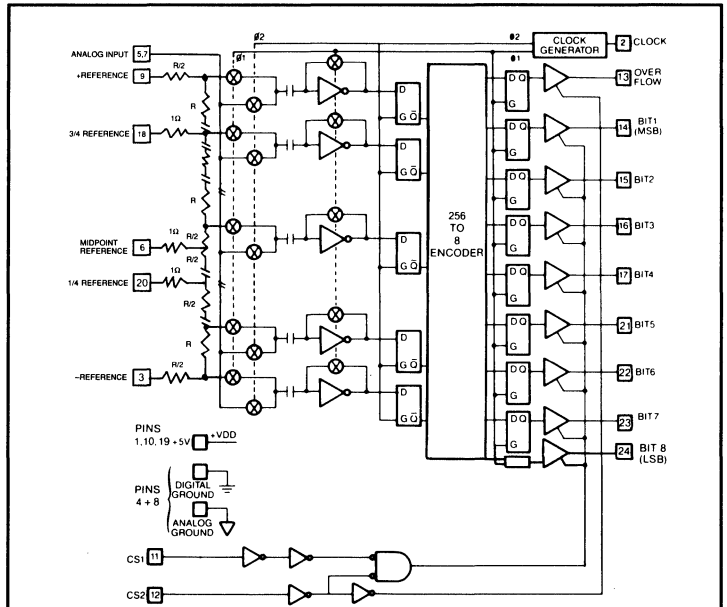 Ø2
Ø2
CLOCK
GENERATOR
2 CLOCK
ANALOG INPUT 5,7
Ø1
Ø1
+REFERENCE 9
R/2
D
D Q
G
13 OVER
FLOW
R
G Q̄
3/4 REFERENCE 18
1Ω
D
G Q̄
D Q
G
14 BIT1
(MSB)
R
D Q
G
15 BIT2
256
TO
8
ENCODER
1Ω
R/2
D
G Q̄
D Q
G
16 BIT3
MIDPOINT
REFERENCE 6
R/2
1Ω
1/4 REFERENCE 20
D Q
G
17 BIT4
R/2
D Q
G
21 BIT5
R
D
G Q̄
D Q
G
22 BIT6
−REFERENCE 3
R/2
D
G Q̄
D Q
G
23 BIT7
PINS
1, 10, 19 +5V
+VDD
24 BIT 8
(LSB)
PINS
4 + 8
DIGITAL
GROUND
ANALOG
GROUND
CS1 11
CS2 12